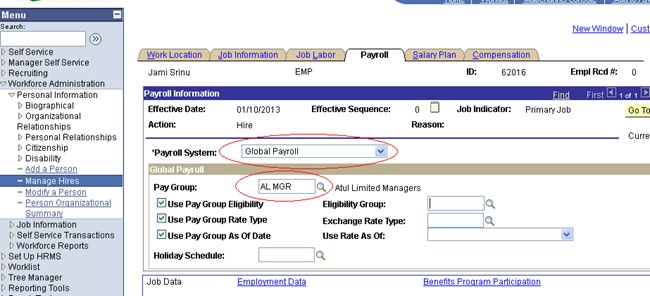 Home
Menu
Search:
New Window | Cust
Self Service
Manager Self Service
Recruiting
Workforce Administration
Personal Information
Biographical
Organizational
Relationships
Personal Relationships
Citizenship
Disability
Add a Person
Manage Hires
Modify a Person
Person Organizational
Summary
Job Information
Self Service Transactions
Workforce Reports
Set Up HRMS
Worklist
Tree Manager
Reporting Tools
Work Location Job Information Job Labor Payroll Salary Plan Compensation
Jami Srinu EMP ID: 62016 Empl Rcd #: 0
Payroll Information Find First 1 of 1
Effective Date: 01/10/2013 Effective Sequence: 0 Job Indicator: Primary Job Go To
Action: Hire Reason: Curre
*Payroll System: Global Payroll
Global Payroll
Pay Group: AL MGR Atul Limited Managers
Use Pay Group Eligibility Eligibility Group:
Use Pay Group Rate Type Exchange Rate Type:
Use Pay Group As Of Date Use Rate As Of:
Holiday Schedule:
Job Data Employment Data Benefits Program Participation